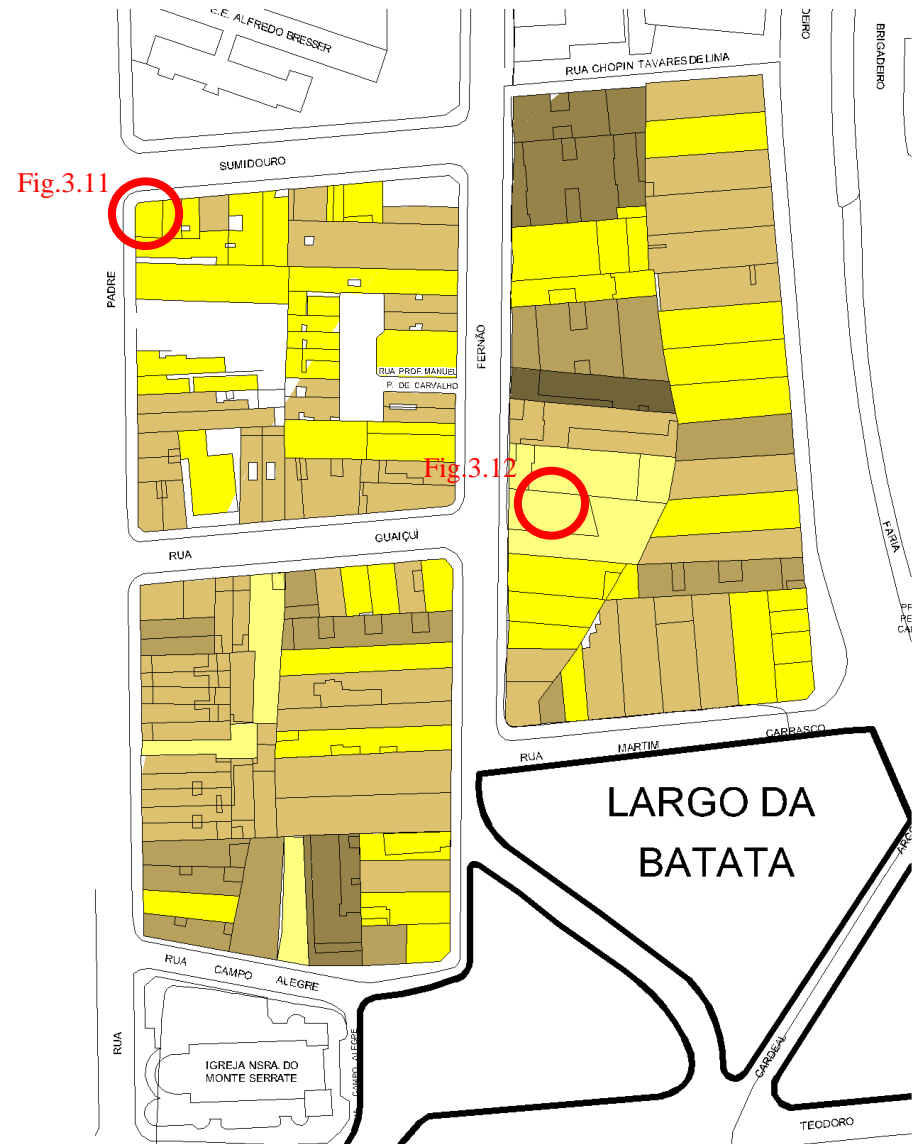 E.E. ALFREDO BRESSER
RUA CHOPIN TAVARES DE LIMA
BRIGADEIRO
SUMIDOURO
Fig.3.11
PADRE
FERNÃO
RUA PROF. MANUEL
P. DE CARVALHO
Fig.3.12
FARIA
RUA
GUAIÇUÍ
RUA
MARTIM
CARRASCO
LARGO DA
BATATA
RUA
CAMPO
ALEGRE
RUA
IGREJA NSRA. DO
MONTE SERRATE
CAMPO ALEGRE
CARDEAL
TEODORO